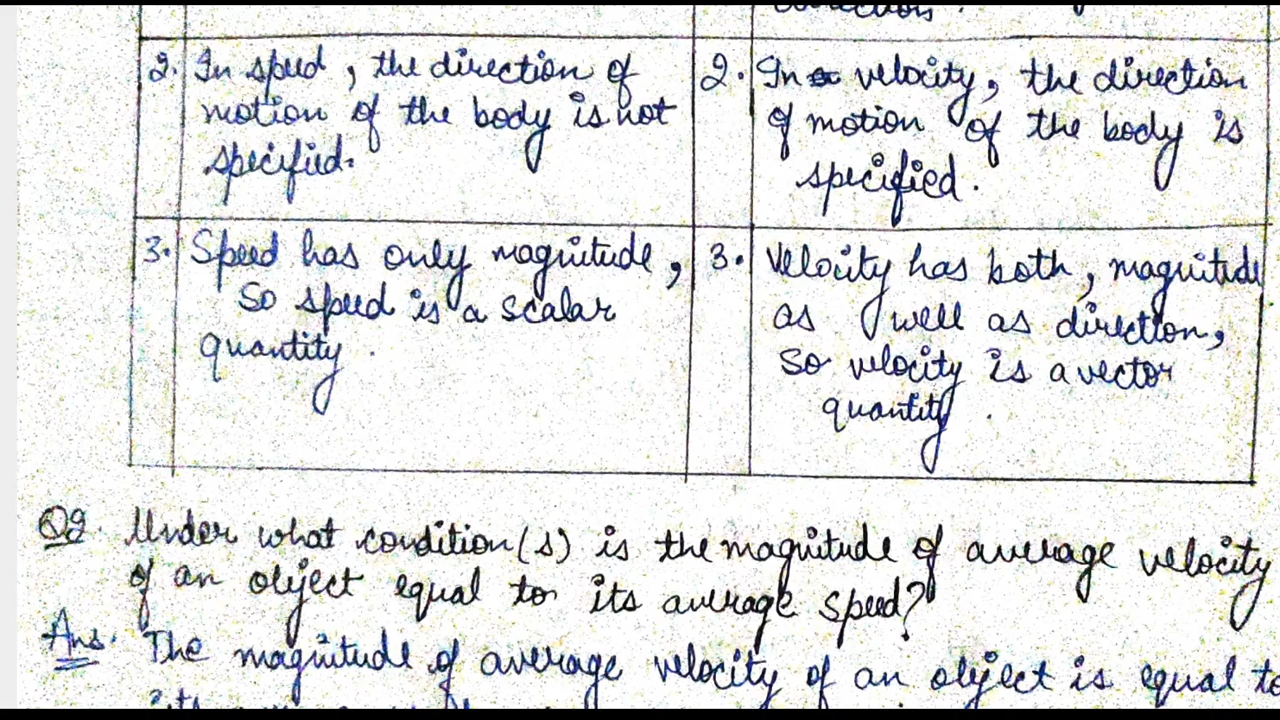 direction.
2. In speed, the direction of
motion of the body is not
specified.
2. In velocity, the direction
of motion of the body is
specified.
3. Speed has only magnitude,
So speed is a scalar
quantity.
3. Velocity has both, magnitude
as well as direction,
So velocity is a vector
quantity.
Q2. Under what condition(s) is the magnitude of average velocity
of an object equal to its average speed?
Ans. The magnitude of average velocity of an object is equal to
its